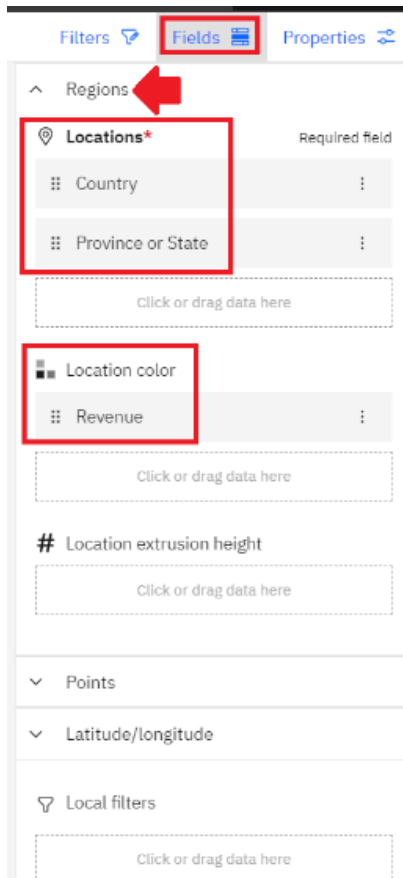 Filters Fields Properties
Regions
Locations* Required field
Country
Province or State
Click or drag data here
Location color
Revenue
Click or drag data here
# Location extrusion height
Click or drag data here
Points
Latitude/longitude
Local filters
Click or drag data here